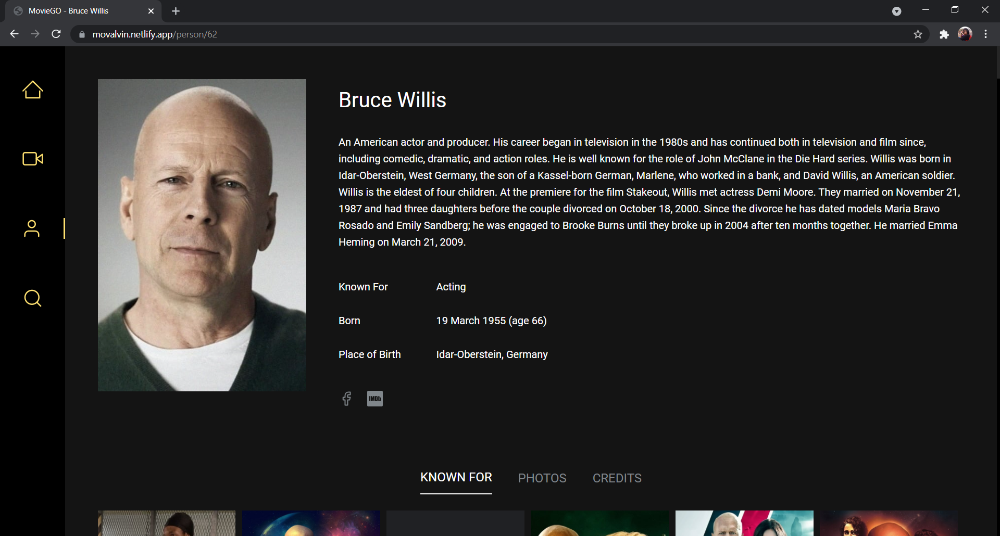 MovieGO - Bruce Willis
movalvin.netlify.app/person/62
Bruce Willis
An American actor and producer. His career began in television in the 1980s and has continued both in television and film since,
including comedic, dramatic, and action roles. He is well known for the role of John McClane in the Die Hard series. Willis was born in
Idar-Oberstein, West Germany, the son of a Kassel-born German, Marlene, who worked in a bank, and David Willis, an American soldier.
Willis is the eldest of four children. At the premiere for the film Stakeout, Willis met actress Demi Moore. They married on November 21,
1987 and had three daughters before the couple divorced on October 18, 2000. Since the divorce he has dated models Maria Bravo
Rosado and Emily Sandberg; he was engaged to Brooke Burns until they broke up in 2004 after ten months together. He married Emma
Heming on March 21, 2009.
Known For Acting
Born 19 March 1955 (age 66)
Place of Birth Idar-Oberstein, Germany
IMDb
KNOWN FOR PHOTOS CREDITS